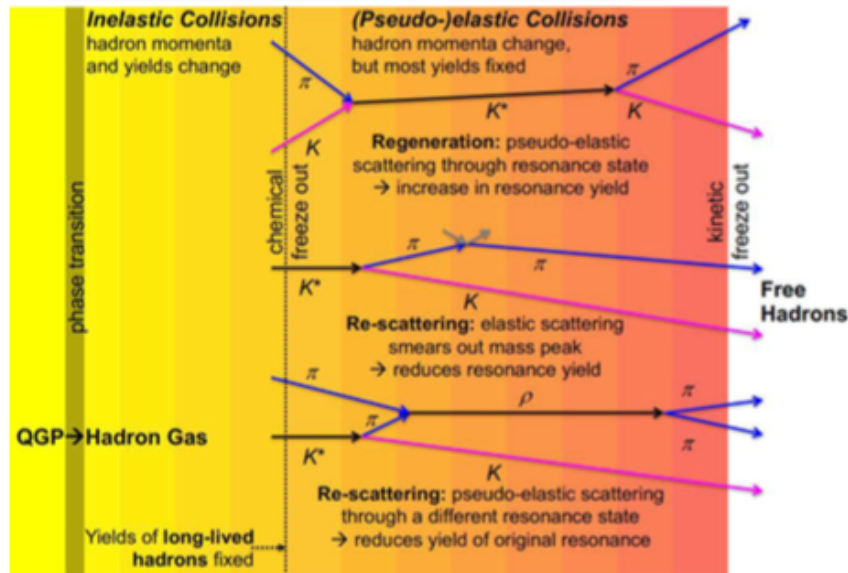 Inelastic Collisions
hadron momenta
and yields change
(Pseudo-)elastic Collisions
hadron momenta change,
but most yields fixed
π
K
K*
π
K
Regeneration: pseudo-elastic
scattering through resonance state
→ increase in resonance yield
phase transition
chemical
freeze out
kinetic
freeze out
K*
π
π
K
Free
Hadrons
Re-scattering: elastic scattering
smears out mass peak
→ reduces resonance yield
π
ρ
π
QGP→Hadron Gas
K*
π
K
π
Re-scattering: pseudo-elastic scattering
through a different resonance state
→ reduces yield of original resonance
Yields of long-lived
hadrons fixed